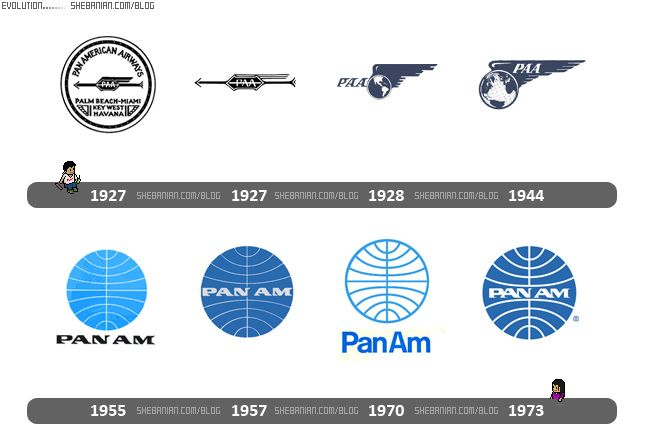 EVOLUTION........ SHEBANIAN.COM/BLOG
PAN AMERICAN AIRWAYS
PAA
PALM BEACH-MIAMI
KEY WEST
HAVANA
PAA
PAA
PAA
1927 SHEBANIAN.COM/BLOG 1927 SHEBANIAN.COM/BLOG 1928 SHEBANIAN.COM/BLOG 1944
PAN AM
PAN AM
Pan Am
PAN AM
®
1955 SHEBANIAN.COM/BLOG 1957 SHEBANIAN.COM/BLOG 1970 SHEBANIAN.COM/BLOG 1973